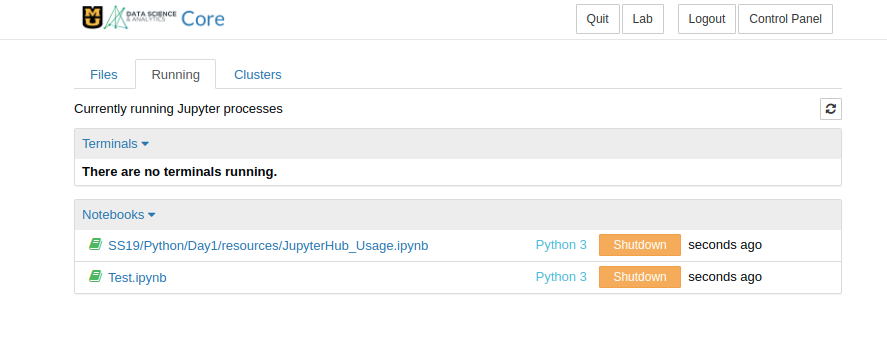 MU DATA SCIENCE & ANALYTICS Core Quit Lab Logout Control Panel
Files Running Clusters
Currently running Jupyter processes
Terminals
There are no terminals running.
Notebooks
SS19/Python/Day1/resources/JupyterHub_Usage.ipynb Python 3 Shutdown seconds ago
Test.ipynb Python 3 Shutdown seconds ago